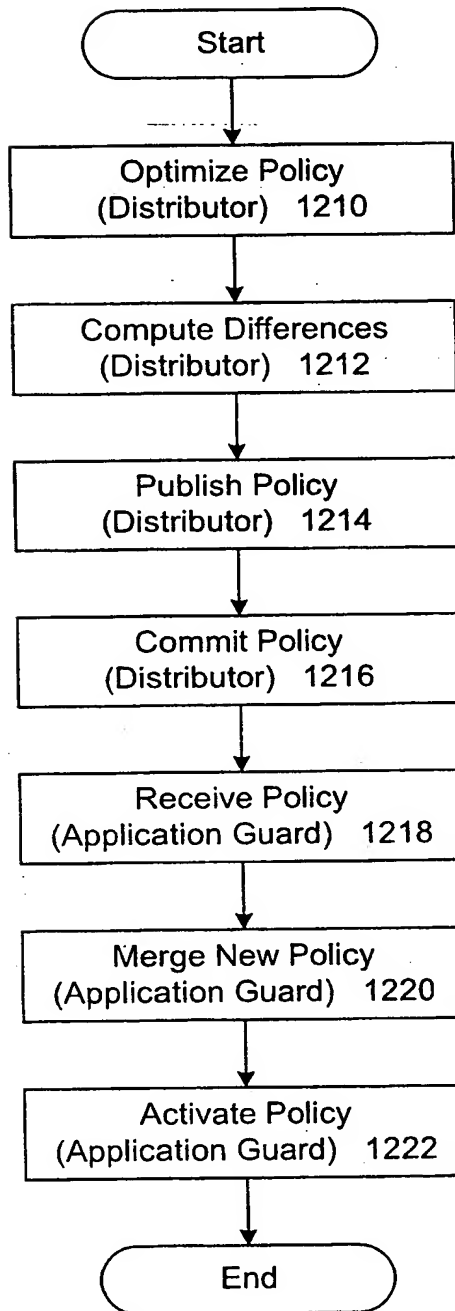 Start
Optimize Policy
(Distributor) 1210
Compute Differences
(Distributor) 1212
Publish Policy
(Distributor) 1214
Commit Policy
(Distributor) 1216
Receive Policy
(Application Guard) 1218
Merge New Policy
(Application Guard) 1220
Activate Policy
(Application Guard) 1222
End